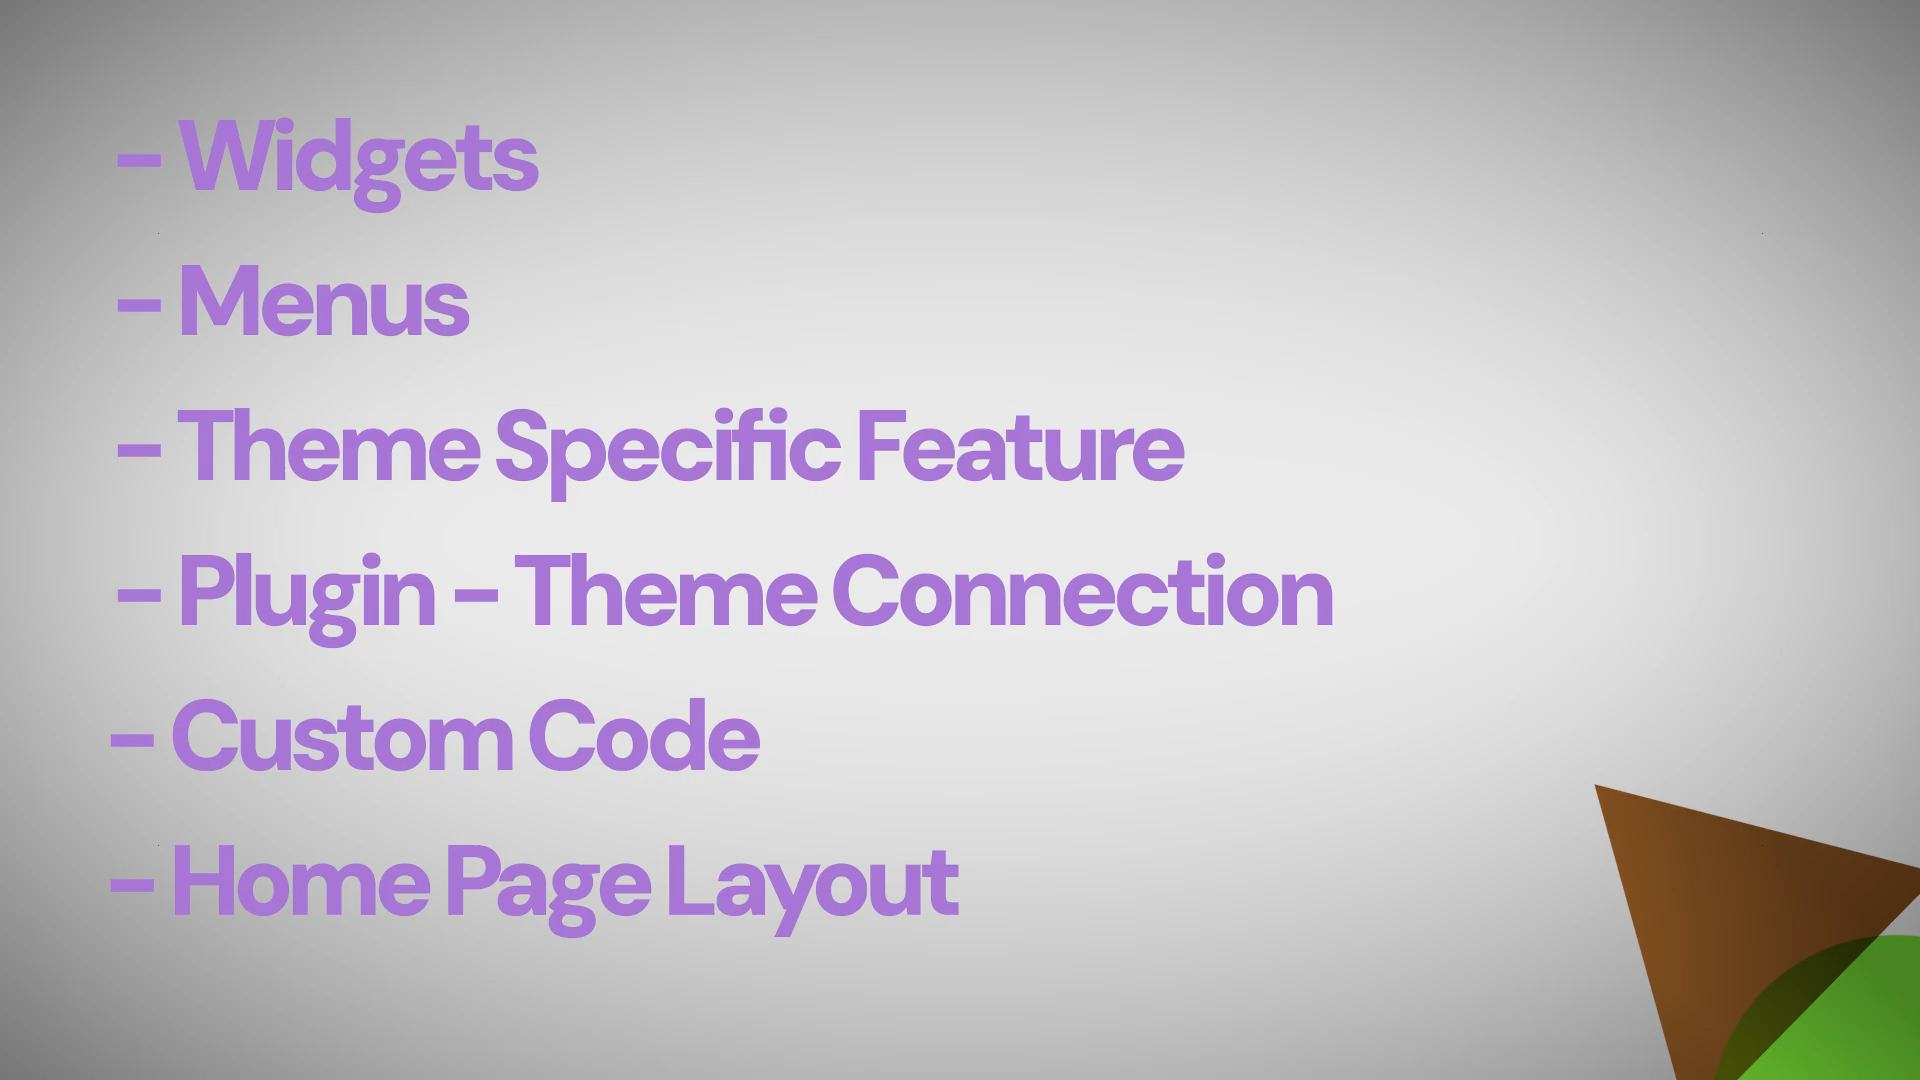 - Widgets
- Menus
- Theme Specific Feature
- Plugin - Theme Connection
- Custom Code
- Home Page Layout